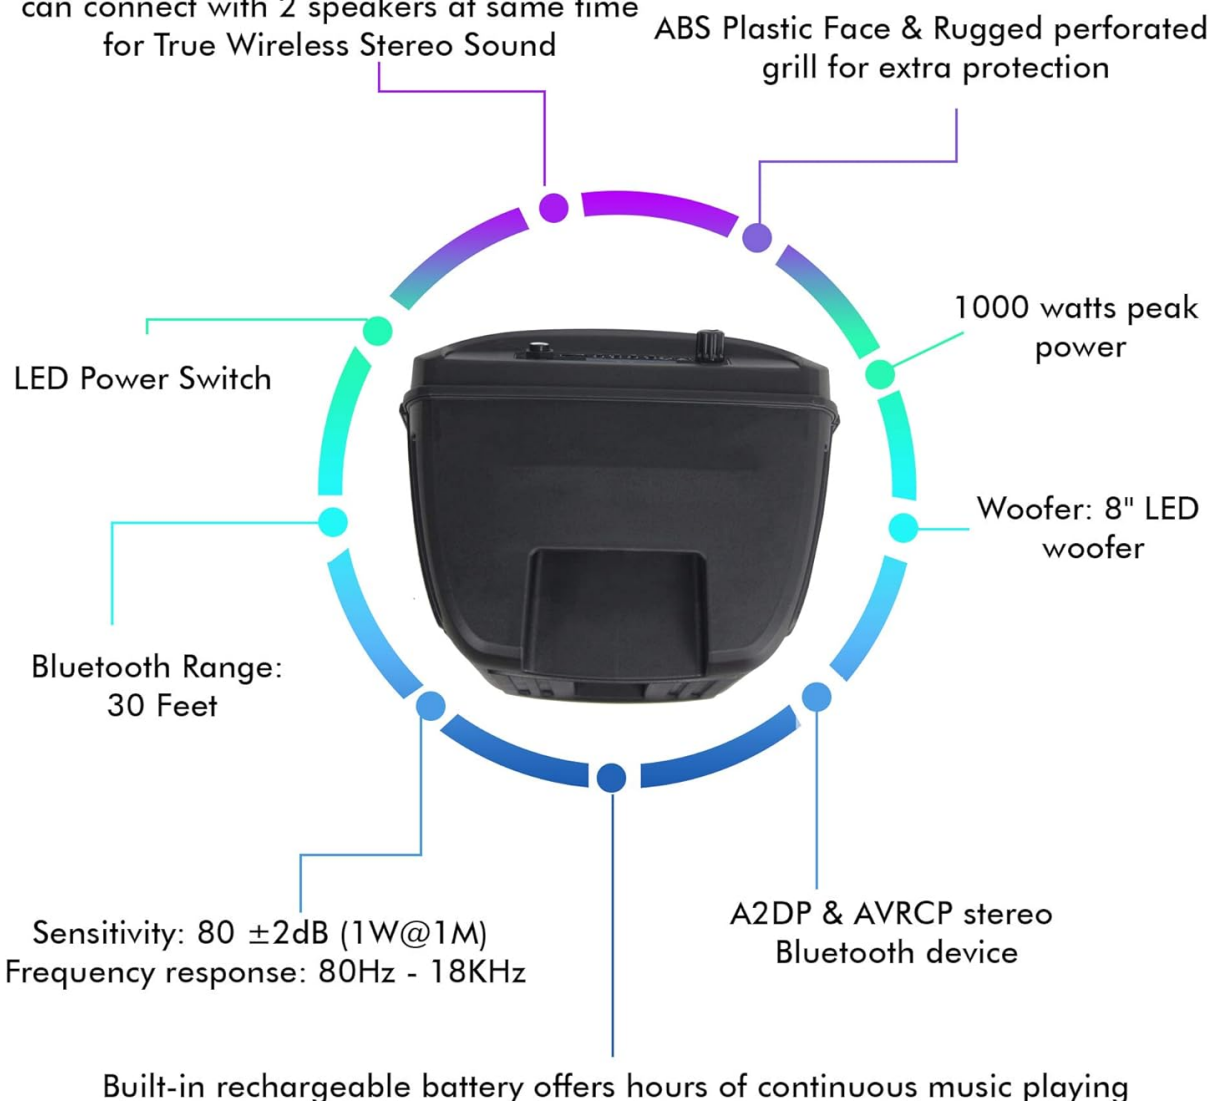 can connect with 2 speakers at same time
for True Wireless Stereo Sound
ABS Plastic Face & Rugged perforated
grill for extra protection
1000 watts peak
power
LED Power Switch
Woofer: 8" LED
woofer
Bluetooth Range:
30 Feet
A2DP & AVRCP stereo
Bluetooth device
Sensitivity: 80 ±2dB (1W@1M)
Frequency response: 80Hz - 18KHz
Built-in rechargeable battery offers hours of continuous music playing